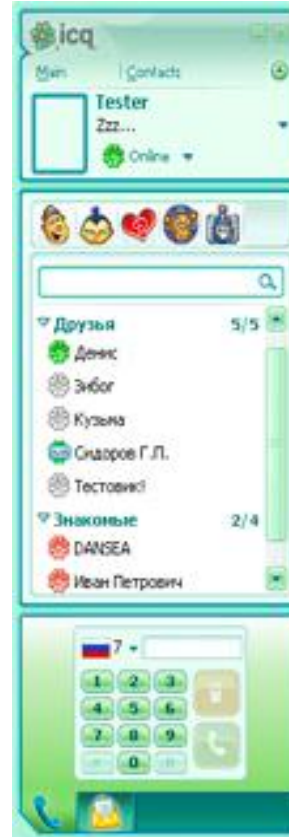 icq
Main Contacts
Tester
Zzz...
Online
Друзья 5/5
Денис
Зибог
Кузьма
Сидоров Г.П.
Тестовик!
Знакомые 2/4
DANSEA
Иван Петрович
7
1 2 3
4 5 6
7 8 9
0